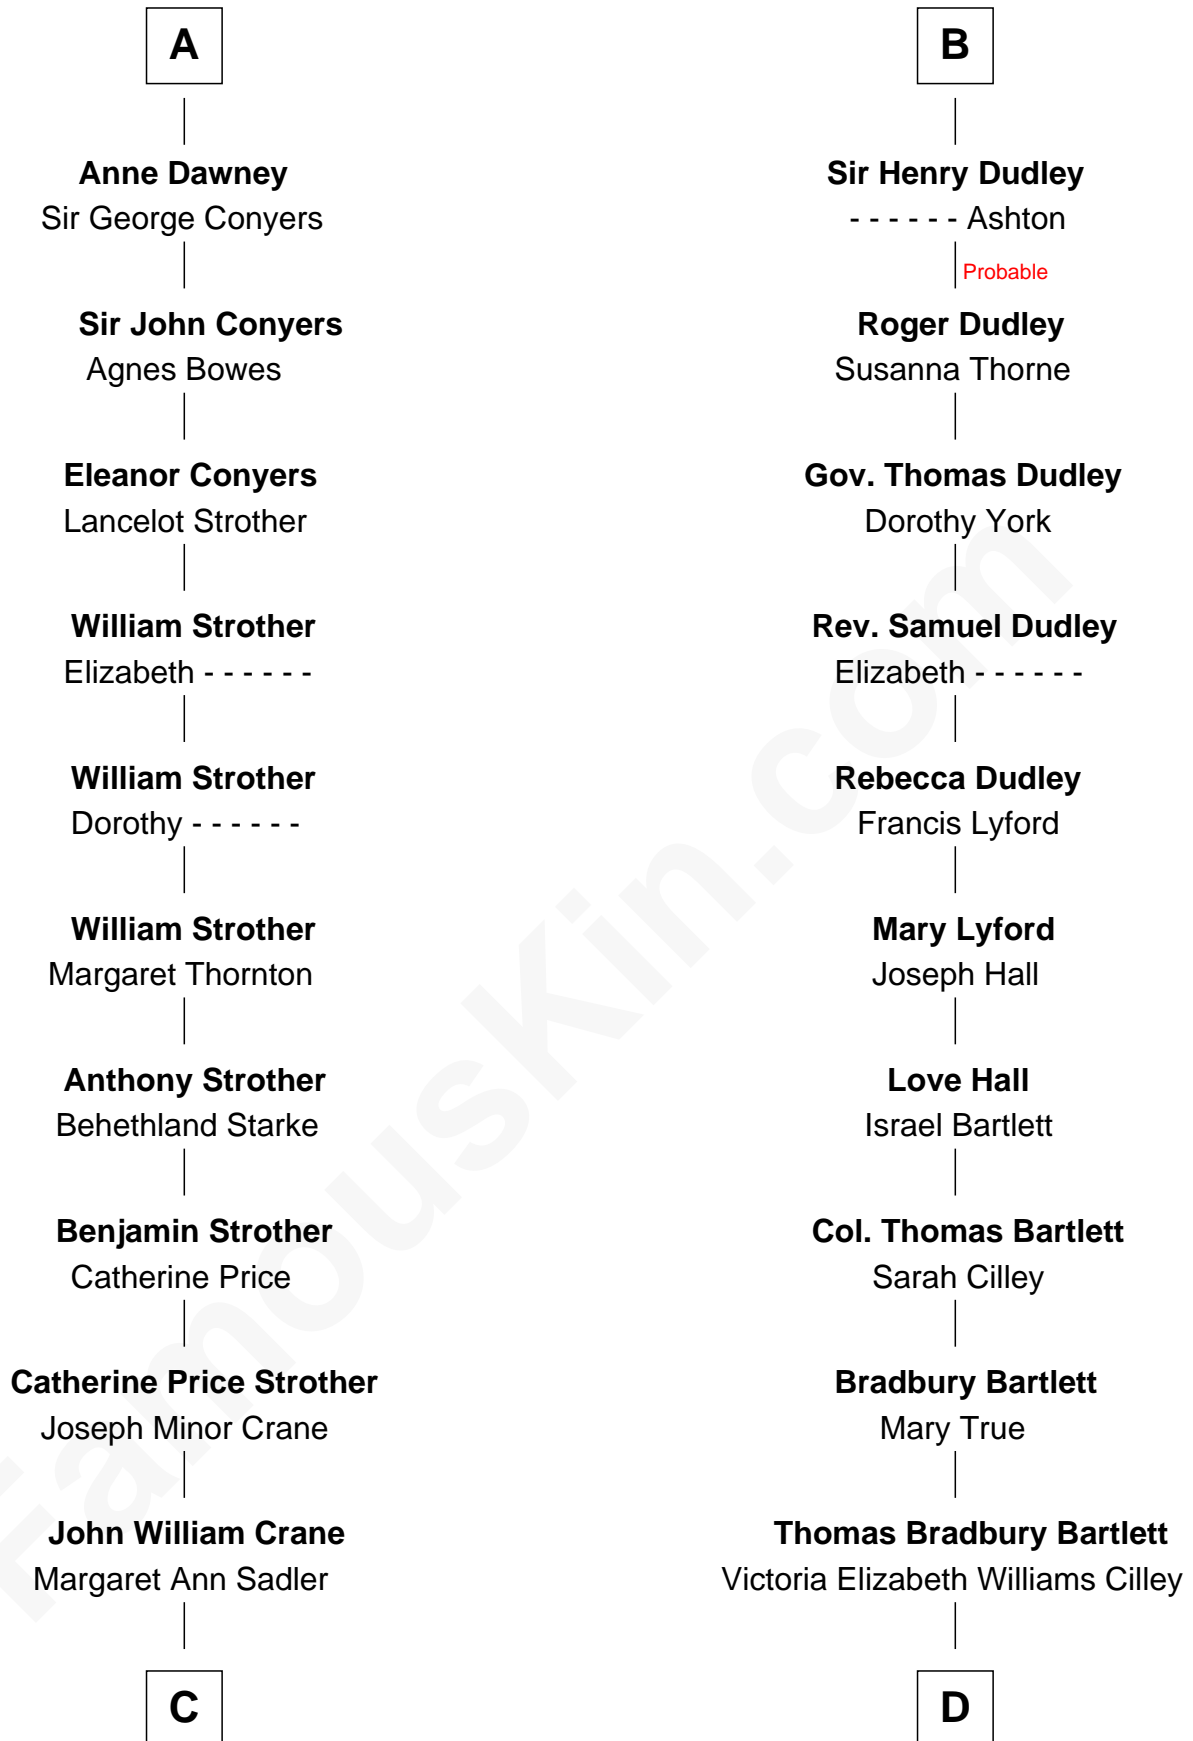 A
Anne Dawney
Sir George Conyers
Sir John Conyers
Agnes Bowes
Eleanor Conyers
Lancelot Strother
William Strother
Elizabeth - - - - - -
William Strother
Dorothy - - - - - -
William Strother
Margaret Thornton
Anthony Strother
Behethland Starke
Benjamin Strother
Catherine Price
Catherine Price Strother
Joseph Minor Crane
John William Crane
Margaret Ann Sadler
C
B
Sir Henry Dudley
- - - - - - Ashton
Probable
Roger Dudley
Susanna Thorne
Gov. Thomas Dudley
Dorothy York
Rev. Samuel Dudley
Elizabeth - - - - - -
Rebecca Dudley
Francis Lyford
Mary Lyford
Joseph Hall
Love Hall
Israel Bartlett
Col. Thomas Bartlett
Sarah Cilley
Bradbury Bartlett
Mary True
Thomas Bradbury Bartlett
Victoria Elizabeth Williams Cilley
D
FamousKin.com